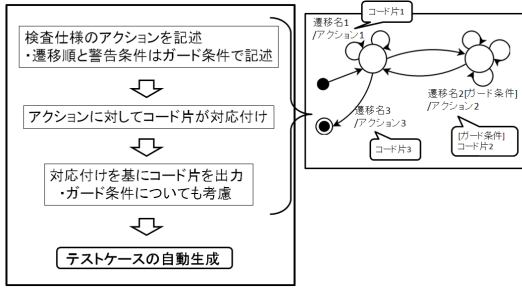 検査仕様のアクションを記述
・遷移順と警告条件はガード条件で記述
アクションに対してコード片が対応付け
対応付けを基にコード片を出力
・ガード条件についても考慮
テストケースの自動生成
コード片1
遷移名1
/アクション1
遷移名2[ガード条件]
/アクション2
遷移名3
/アクション3
コード片3
[ガード条件]
コード片2